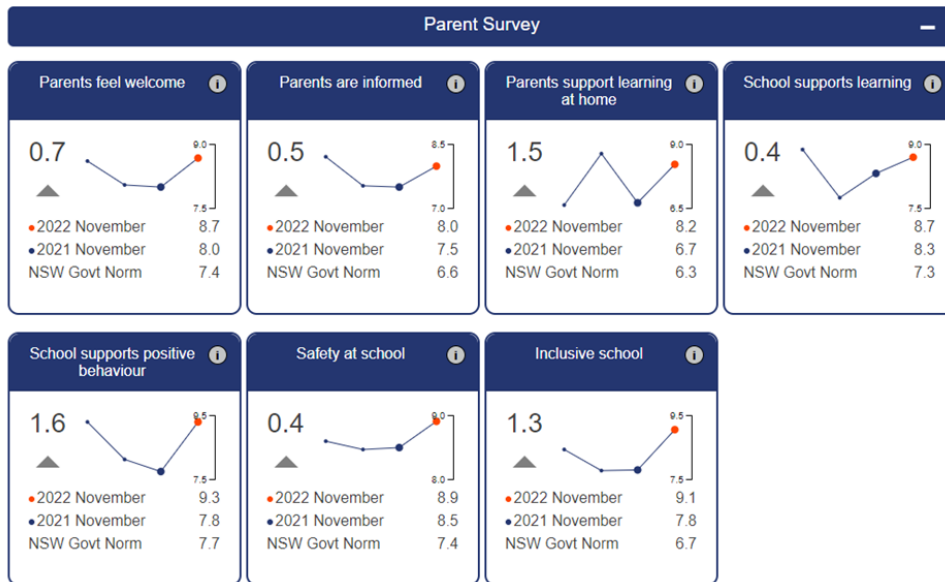 Parent Survey
Parents feel welcome
i
0.7
9.0
7.5
2022 November 8.7
2021 November 8.0
NSW Govt Norm 7.4
Parents are informed
i
0.5
8.5
7.0
2022 November 8.0
2021 November 7.5
NSW Govt Norm 6.6
Parents support learning
at home
i
1.5
9.0
6.5
2022 November 8.2
2021 November 6.7
NSW Govt Norm 6.3
School supports learning
i
0.4
9.0
7.5
2022 November 8.7
2021 November 8.3
NSW Govt Norm 7.3
School supports positive
behaviour
i
1.6
9.5
7.5
2022 November 9.3
2021 November 7.8
NSW Govt Norm 7.7
Safety at school
i
0.4
9.0
8.0
2022 November 8.9
2021 November 8.5
NSW Govt Norm 7.4
Inclusive school
i
1.3
9.5
7.5
2022 November 9.1
2021 November 7.8
NSW Govt Norm 6.7